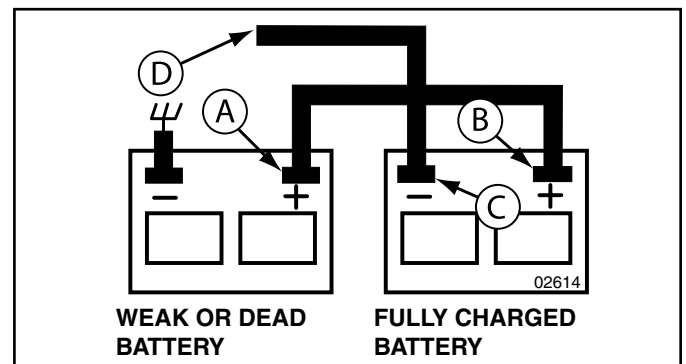 D
A
B
C
− + − +
02614
WEAK OR DEAD BATTERY
FULLY CHARGED BATTERY